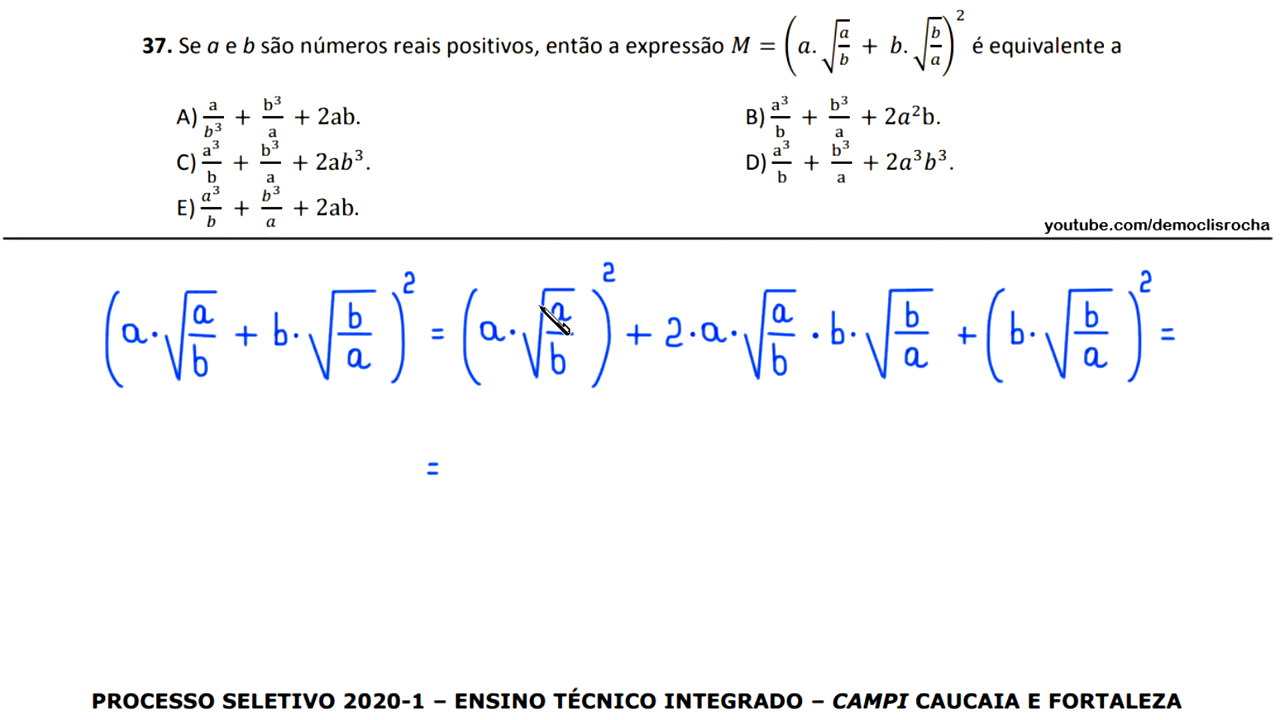 37. Se a e b são números reais positivos, então a expressão M = (a. √(a/b) + b. √(b/a))² é equivalente a
A) a/b³ + b³/a + 2ab. B) a³/b + b³/a + 2a²b.
C) a³/b + b³/a + 2ab³. D) a³/b + b³/a + 2a³b³.
E) a³/b + b³/a + 2ab.
youtube.com/democlisrocha
(a·√(a/b) + b·√(b/a))² = (a·√(a/b))² + 2·a·√(a/b)·b·√(b/a) + (b·√(b/a))² =
=
PROCESSO SELETIVO 2020-1 – ENSINO TÉCNICO INTEGRADO – CAMPI CAUCAIA E FORTALEZA